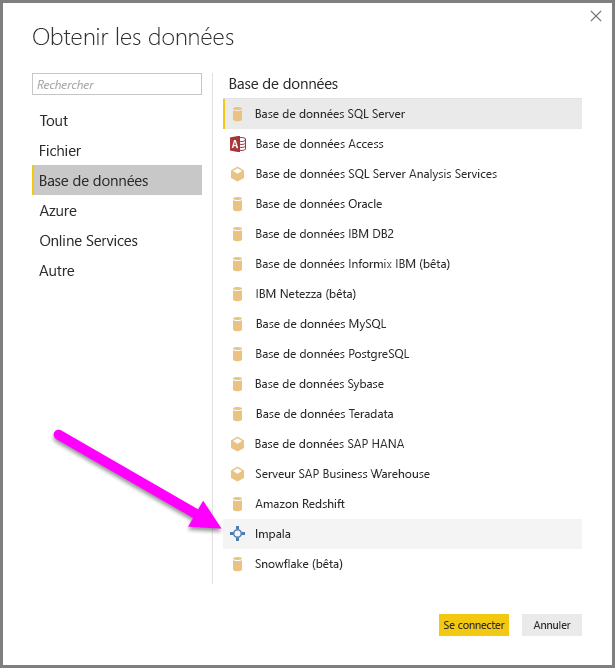 Obtenir les données
Rechercher
Tout
Fichier
Base de données
Azure
Online Services
Autre
Base de données
Base de données SQL Server
A
Base de données Access
Base de données SQL Server Analysis Services
Base de données Oracle
Base de données IBM DB2
Base de données Informix IBM (bêta)
IBM Netezza (bêta)
Base de données MySQL
Base de données PostgreSQL
Base de données Sybase
Base de données Teradata
Base de données SAP HANA
Serveur SAP Business Warehouse
Amazon Redshift
Impala
Snowflake (bêta)
Se connecter
Annuler